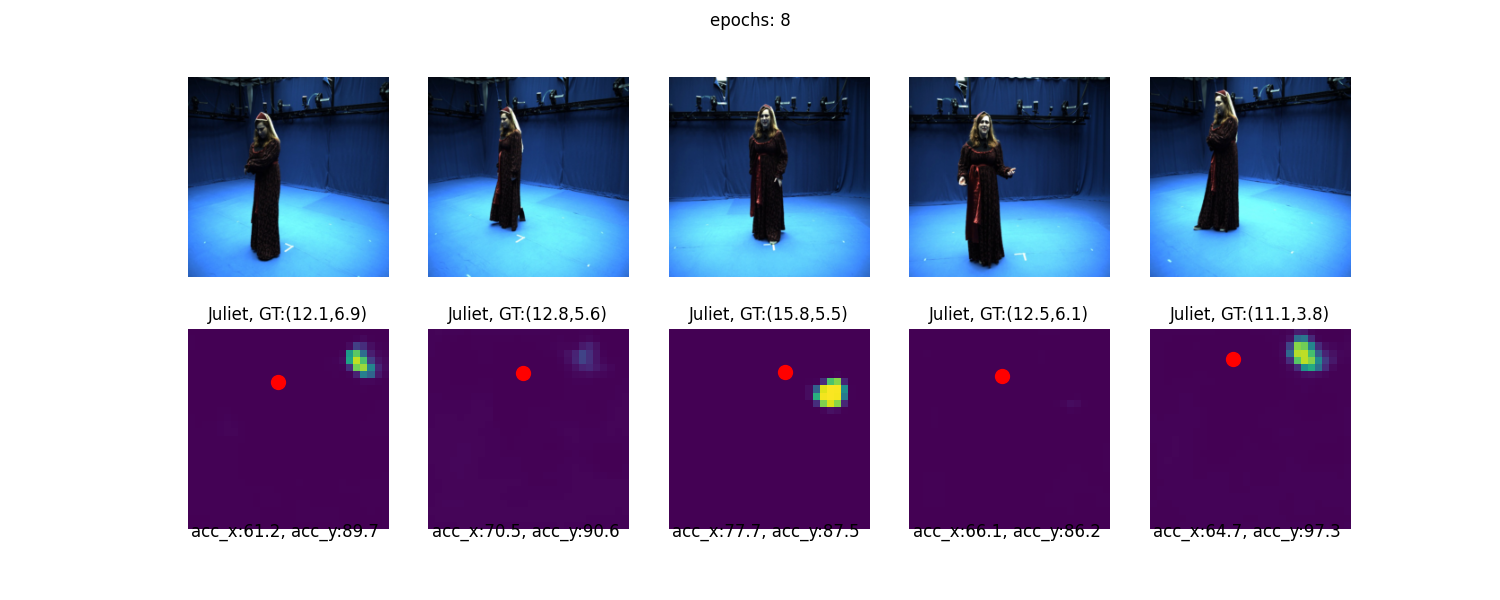 epochs: 8
Juliet, GT:(12.1,6.9)
Juliet, GT:(12.8,5.6)
Juliet, GT:(15.8,5.5)
Juliet, GT:(12.5,6.1)
Juliet, GT:(11.1,3.8)
acc_x:61.2, acc_y:89.7
acc_x:70.5, acc_y:90.6
acc_x:77.7, acc_y:87.5
acc_x:66.1, acc_y:86.2
acc_x:64.7, acc_y:97.3